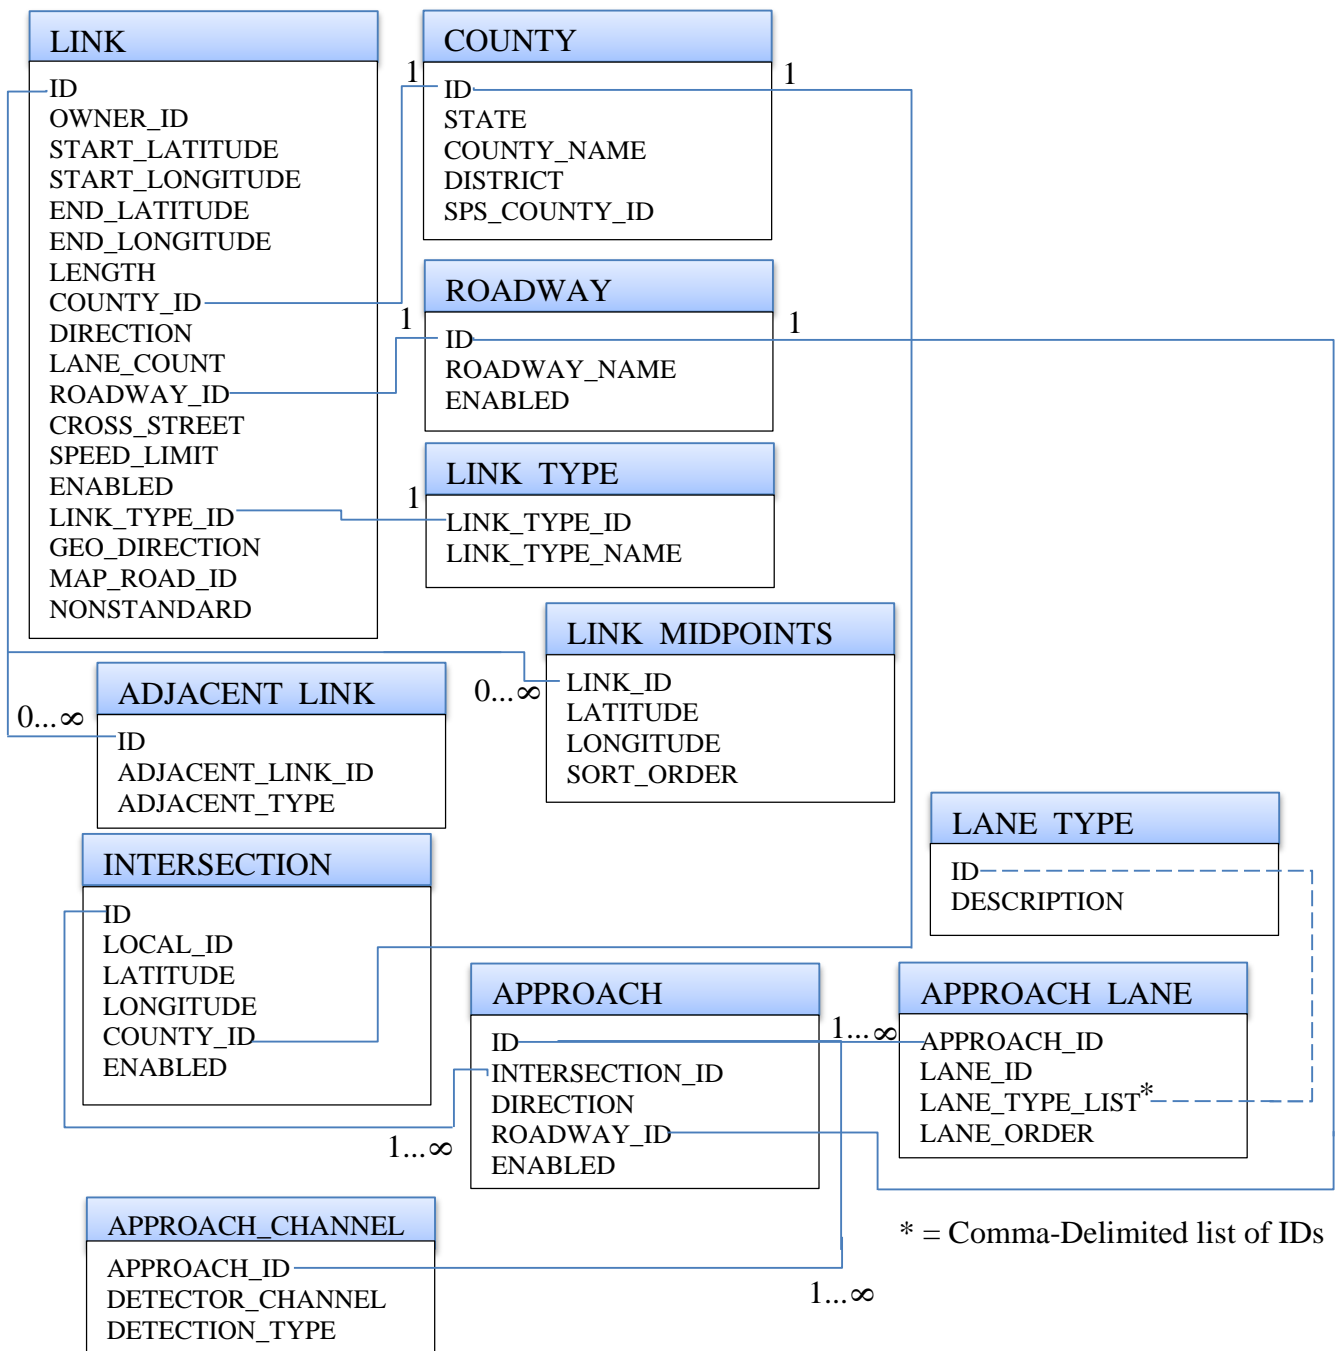 LINK
ID
OWNER_ID
START_LATITUDE
START_LONGITUDE
END_LATITUDE
END_LONGITUDE
LENGTH
COUNTY_ID
DIRECTION
LANE_COUNT
ROADWAY_ID
CROSS_STREET
SPEED_LIMIT
ENABLED
LINK_TYPE_ID
GEO_DIRECTION
MAP_ROAD_ID
NONSTANDARD
COUNTY
1
1
ID
STATE
COUNTY_NAME
DISTRICT
SPS_COUNTY_ID
ROADWAY
1
1
ID
ROADWAY_NAME
ENABLED
LINK TYPE
1
LINK_TYPE_ID
LINK_TYPE_NAME
LINK MIDPOINTS
0...∞
LINK_ID
LATITUDE
LONGITUDE
SORT_ORDER
ADJACENT LINK
0...∞
ID
ADJACENT_LINK_ID
ADJACENT_TYPE
LANE TYPE
ID
DESCRIPTION
INTERSECTION
ID
LOCAL_ID
LATITUDE
LONGITUDE
COUNTY_ID
ENABLED
APPROACH
ID
INTERSECTION_ID
DIRECTION
ROADWAY_ID
ENABLED
1...∞
1...∞
APPROACH LANE
APPROACH_ID
LANE_ID
LANE_TYPE_LIST*
LANE_ORDER
APPROACH_CHANNEL
APPROACH_ID
DETECTOR_CHANNEL
DETECTION_TYPE
1...∞
* = Comma-Delimited list of IDs